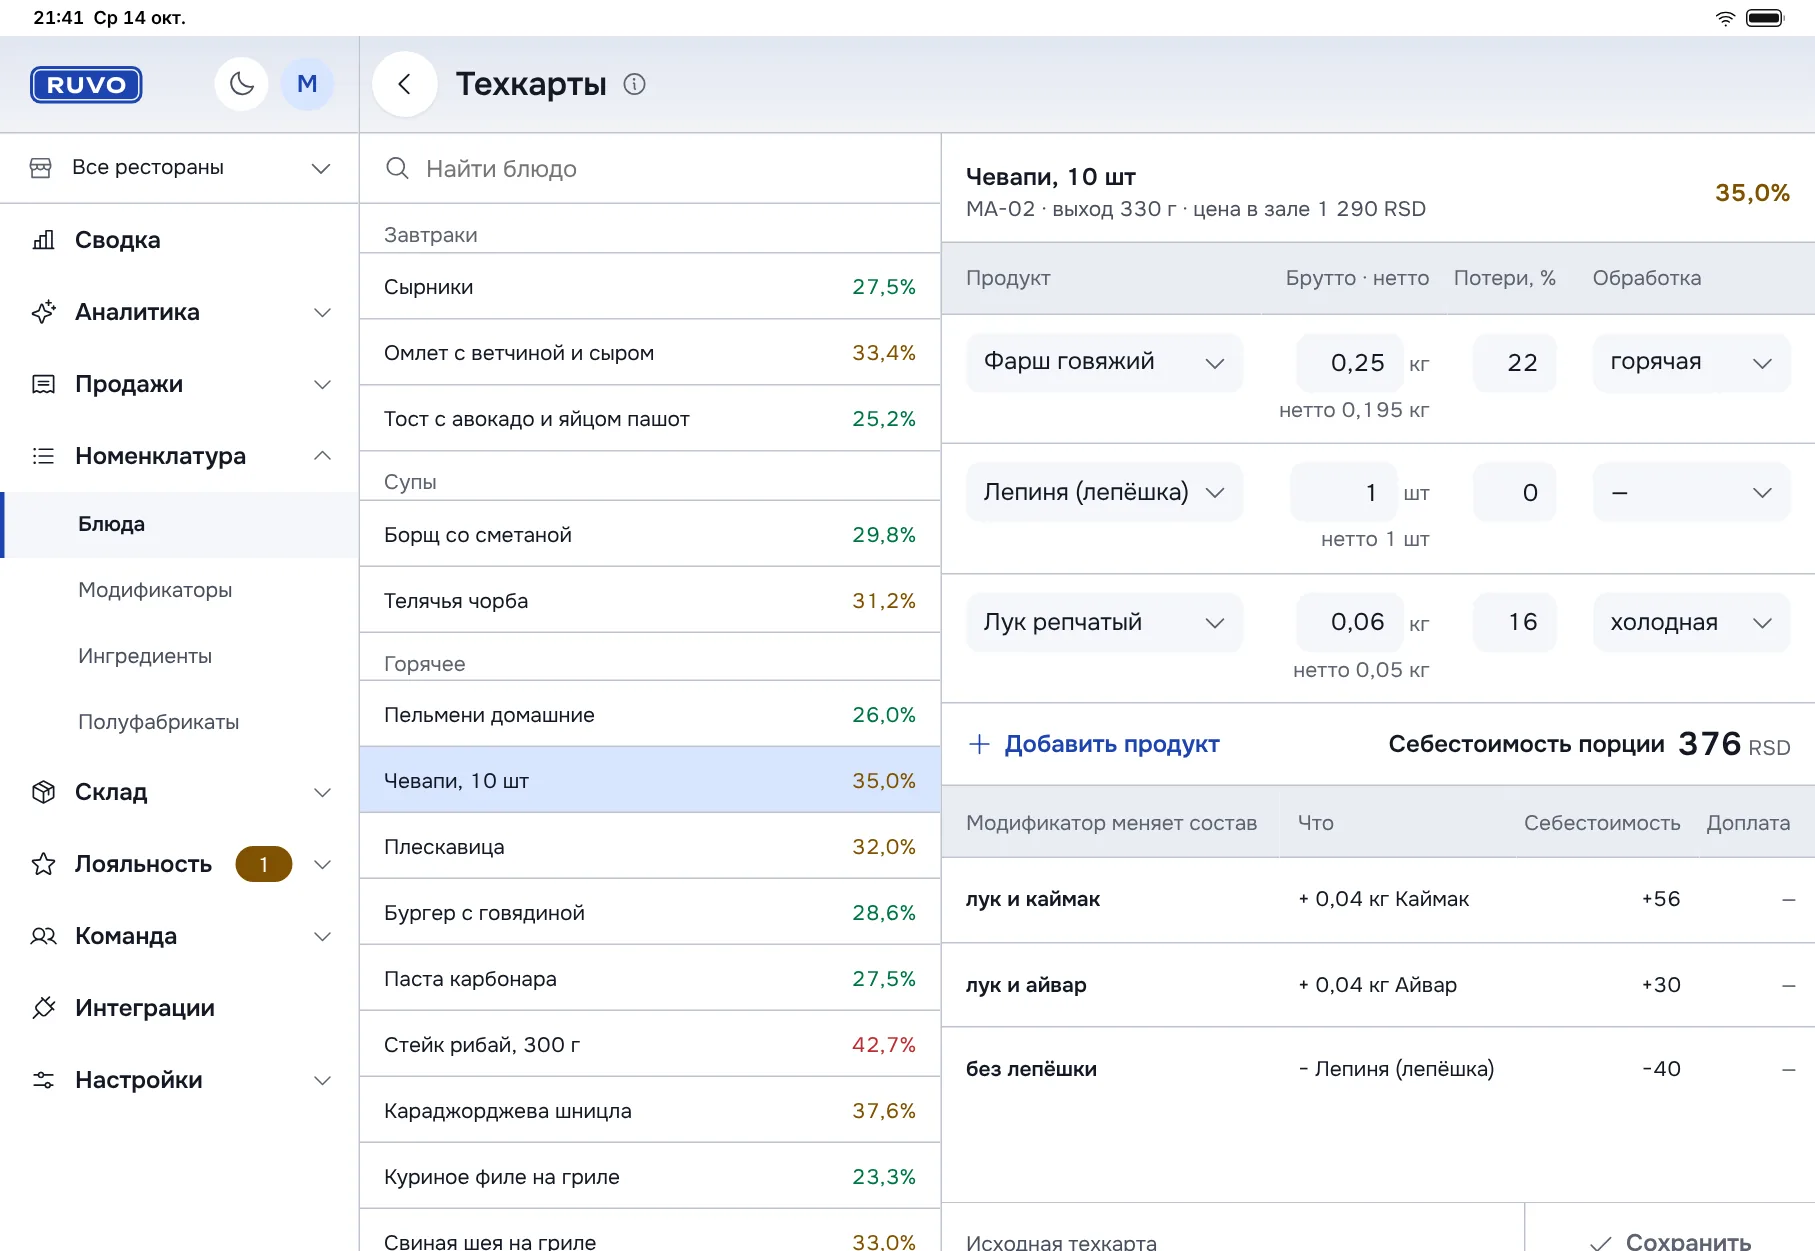 21:41 Ср 14 окт.
RUVO
М
Техкарты
Все рестораны
Сводка
Аналитика
Продажи
Номенклатура
Блюда
Модификаторы
Ингредиенты
Полуфабрикаты
Склад
Лояльность 1
Команда
Интеграции
Настройки
Найти блюдо
Завтраки
Сырники 27,5%
Омлет с ветчиной и сыром 33,4%
Тост с авокадо и яйцом пашот 25,2%
Супы
Борщ со сметаной 29,8%
Телячья чорба 31,2%
Горячее
Пельмени домашние 26,0%
Чевапи, 10 шт 35,0%
Плескавица 32,0%
Бургер с говядиной 28,6%
Паста карбонара 27,5%
Стейк рибай, 300 г 42,7%
Караджорджева шницла 37,6%
Куриное филе на гриле 23,3%
Свиная шея на гриле 33,0%
Чевапи, 10 шт
МА-02 · выход 330 г · цена в зале 1 290 RSD
35,0%
Продукт Брутто · нетто Потери, % Обработка
Фарш говяжий 0,25 кг 22 горячая
нетто 0,195 кг
Лепиня (лепёшка) 1 шт 0 –
нетто 1 шт
Лук репчатый 0,06 кг 16 холодная
нетто 0,05 кг
+ Добавить продукт Себестоимость порции 376 RSD
Модификатор меняет состав Что Себестоимость Доплата
лук и каймак + 0,04 кг Каймак +56 –
лук и айвар + 0,04 кг Айвар +30 –
без лепёшки − Лепиня (лепёшка) −40 –
Исходная техкарта Сохранить